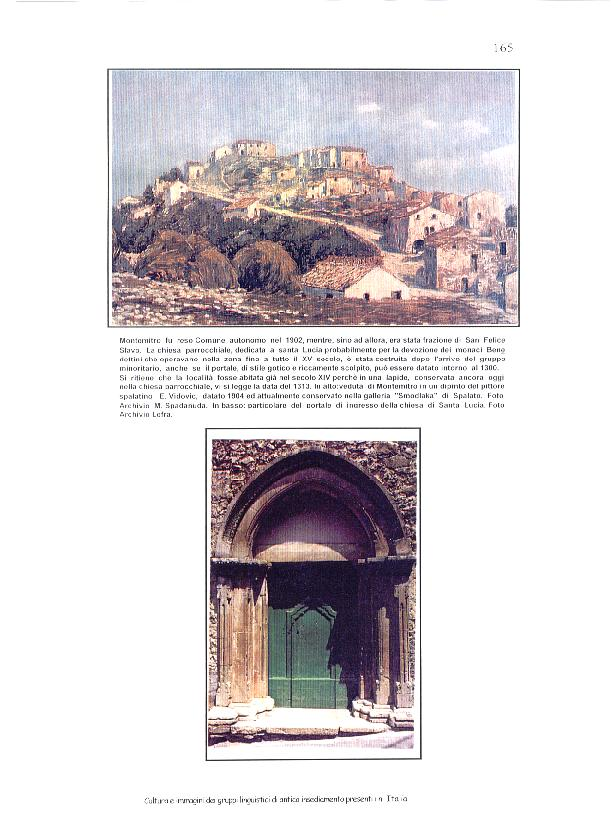 165
Montemitro fu reso Comune autonomo nel 1902, mentre, sino ad allora, era stata frazione di San Felice
Slavo. La chiesa parrocchiale, dedicata a santa Lucia probabilmente per la devozione dei monaci Bene
dettini che operavano nella zona fino a tutto il XV secolo, è stata costruita dopo l'arrivo del gruppo
minoritario, anche se il portale, di stile gotico e riccamente scolpito, può essere datato intorno al 1300.
Si ritiene che la località fosse abitata già nel secolo XIV perché in una lapide, conservata ancora oggi
nella chiesa parrocchiale, vi si legge la data del 1313. In alto:veduta di Montemitro in un dipinto del pittore
spalatino E. Vidovic, datato 1904 ed attualmente conservato nella galleria "Smodlaka" di Spalato. Foto
Archivio M. Spadanuda. In basso: particolare del portale di ingresso della chiesa di Santa Lucia. Foto
Archivio Lefra.
Cultura e immagini dei gruppi linguistici di antico insediamento presenti in Italia